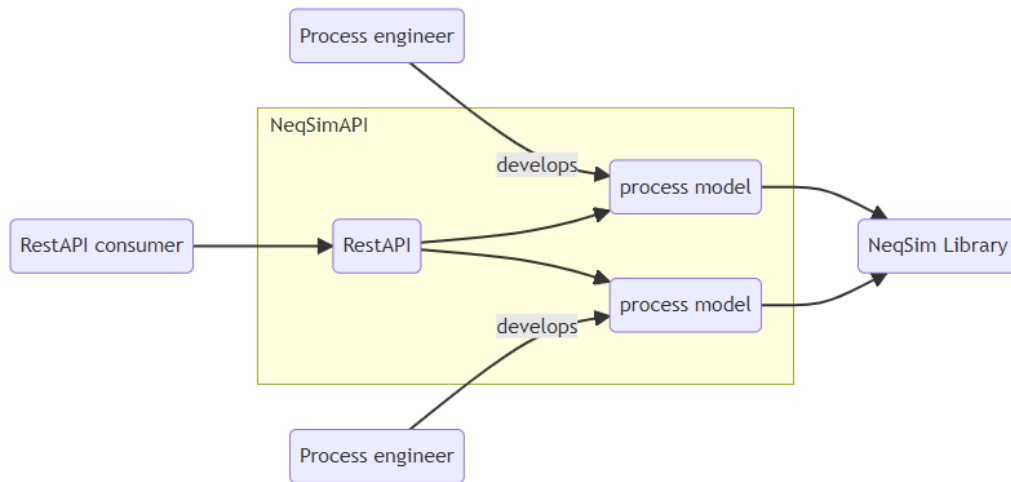 Process engineer
NeqSimAPI
develops
process model
RestAPI consumer
RestAPI
NeqSim Library
process model
develops
Process engineer